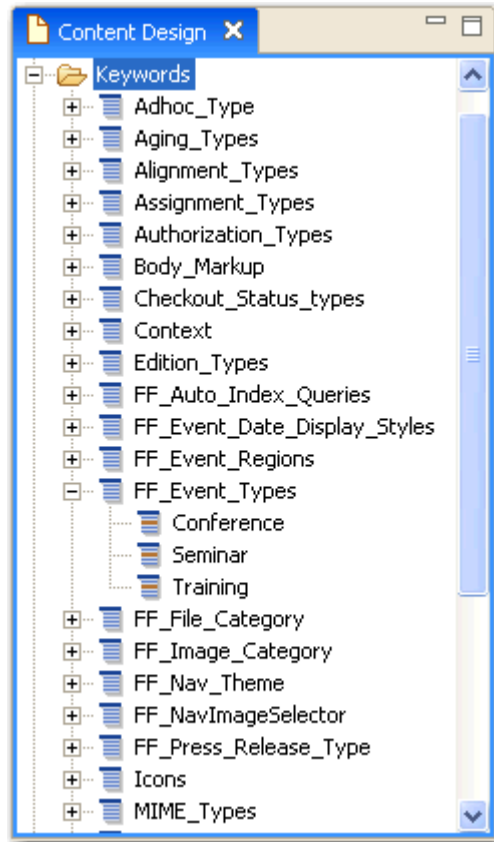 Content Design
Keywords
Adhoc_Type
Aging_Types
Alignment_Types
Assignment_Types
Authorization_Types
Body_Markup
Checkout_Status_types
Context
Edition_Types
FF_Auto_Index_Queries
FF_Event_Date_Display_Styles
FF_Event_Regions
FF_Event_Types
Conference
Seminar
Training
FF_File_Category
FF_Image_Category
FF_Nav_Theme
FF_NavImageSelector
FF_Press_Release_Type
Icons
MIME_Types